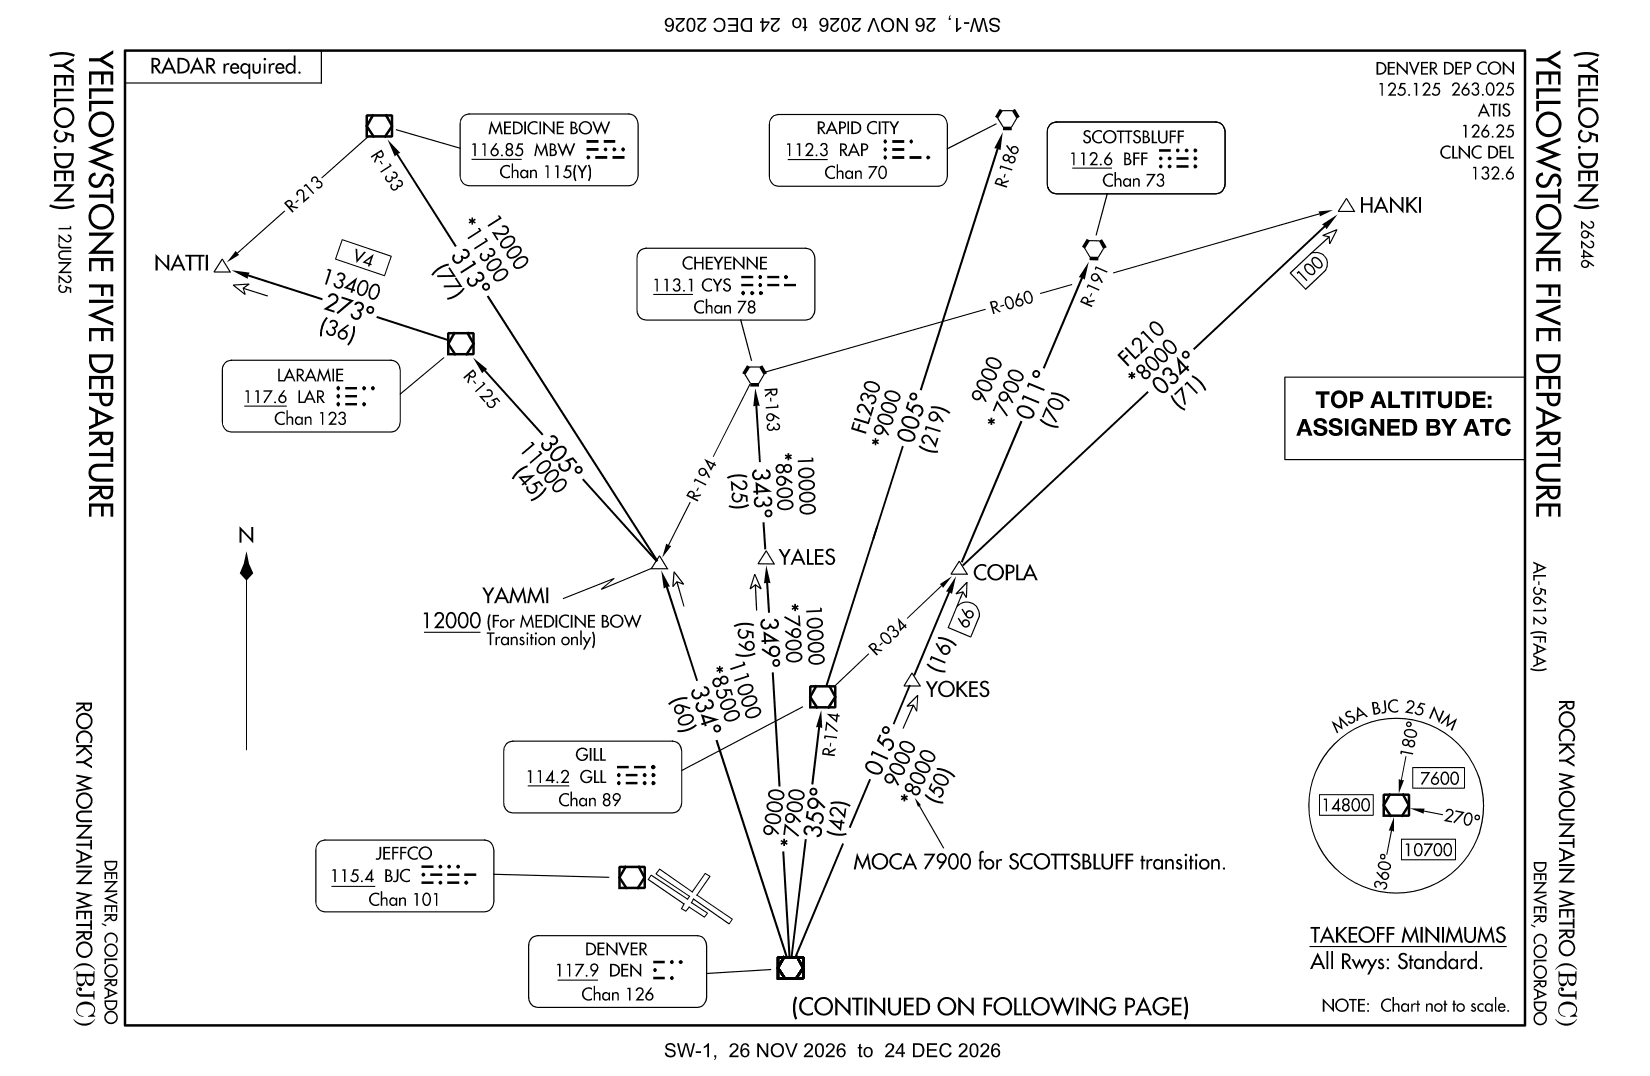 SW-1, 26 NOV 2026 to 24 DEC 2026
(YELLO5.DEN) 12JUN25
YELLOWSTONE FIVE DEPARTURE
ROCKY MOUNTAIN METRO (BJC)
DENVER, COLORADO
RADAR required.
DENVER DEP CON
125.125 263.025
ATIS
126.25
CLNC DEL
132.6
MEDICINE BOW
116.85 MBW
Chan 115(Y)
RAPID CITY
112.3 RAP
Chan 70
SCOTTSBLUFF
112.6 BFF
Chan 73
R-133
R-213
R-186
HANKI
100
NATTI
V4
13400
273°
(36)
12000
*11300
313°
(77)
CHEYENNE
113.1 CYS
Chan 78
R-060
R-191
LARAMIE
117.6 LAR
Chan 123
R-125
305°
11000
(45)
R-163
R-194
10000
*8600
343°
(25)
FL230
*9000
005°
(219)
9000
*7900
011°
(70)
FL210
*8000
034°
(71)
TOP ALTITUDE:
ASSIGNED BY ATC
N
YAMMI
12000 (For MEDICINE BOW
Transition only)
YALES
COPLA
66
(16)
R-034
YOKES
10000
*7900
349°
(59)
11000
*8500
334°
(60)
GILL
114.2 GLL
Chan 89
R-174
9000
*7900
359°
(42)
015°
9000
*8000
(50)
MOCA 7900 for SCOTTSBLUFF transition.
JEFFCO
115.4 BJC
Chan 101
DENVER
117.9 DEN
Chan 126
MSA BJC 25 NM
180°
7600
14800
270°
10700
360°
TAKEOFF MINIMUMS
All Rwys: Standard.
NOTE: Chart not to scale.
(CONTINUED ON FOLLOWING PAGE)
(YELLO5.DEN) 26246
YELLOWSTONE FIVE DEPARTURE
AL-5612 (FAA)
ROCKY MOUNTAIN METRO (BJC)
DENVER, COLORADO
SW-1, 26 NOV 2026 to 24 DEC 2026